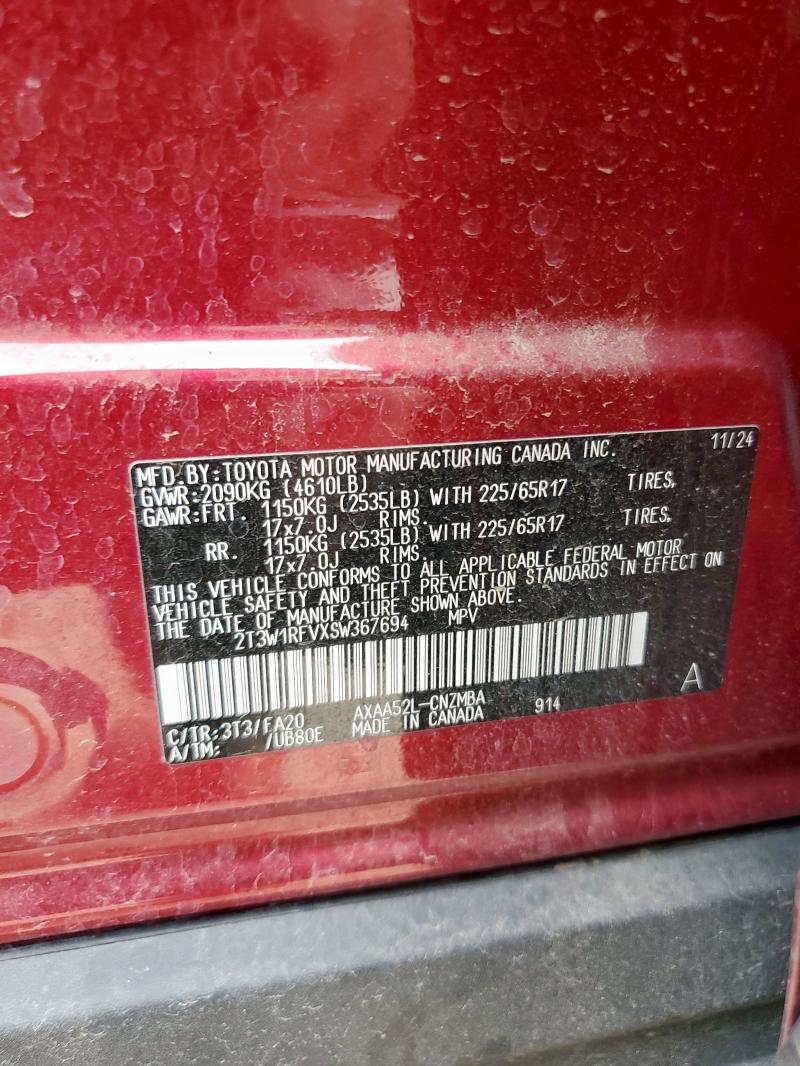 11/24
MFD.BY:TOYOTA MOTOR MANUFACTURING CANADA INC.
GVWR:2090KG (4610LB)
GAWR:FRT. 1150KG (2535LB) WITH 225/65R17 TIRES,
17x7.0J RIMS.
RR. 1150KG (2535LB) WITH 225/65R17 TIRES,
17x7.0J RIMS.
THIS VEHICLE CONFORMS TO ALL APPLICABLE FEDERAL MOTOR
VEHICLE SAFETY AND THEFT PREVENTION STANDARDS IN EFFECT ON
THE DATE OF MANUFACTURE SHOWN ABOVE.
2T3W1RFVXSW367694 MPV
A
C/TR:3T3/FA20 AXAA52L-CNZMBA 914
A/TM: /UB80E MADE IN CANADA